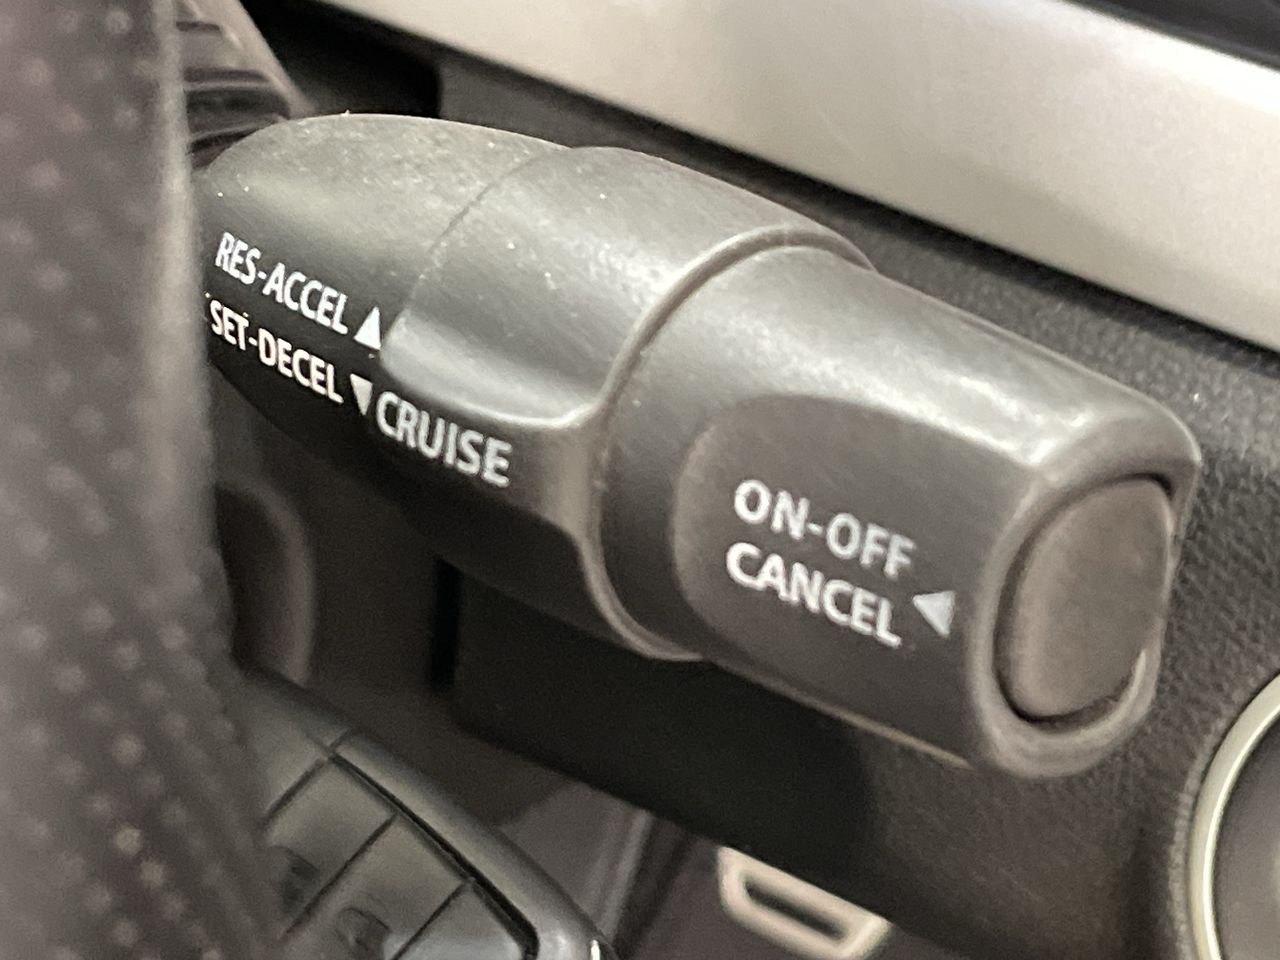 RES-ACCEL ▲
SET-DECEL ▼
CRUISE
ON-OFF
CANCEL ◀